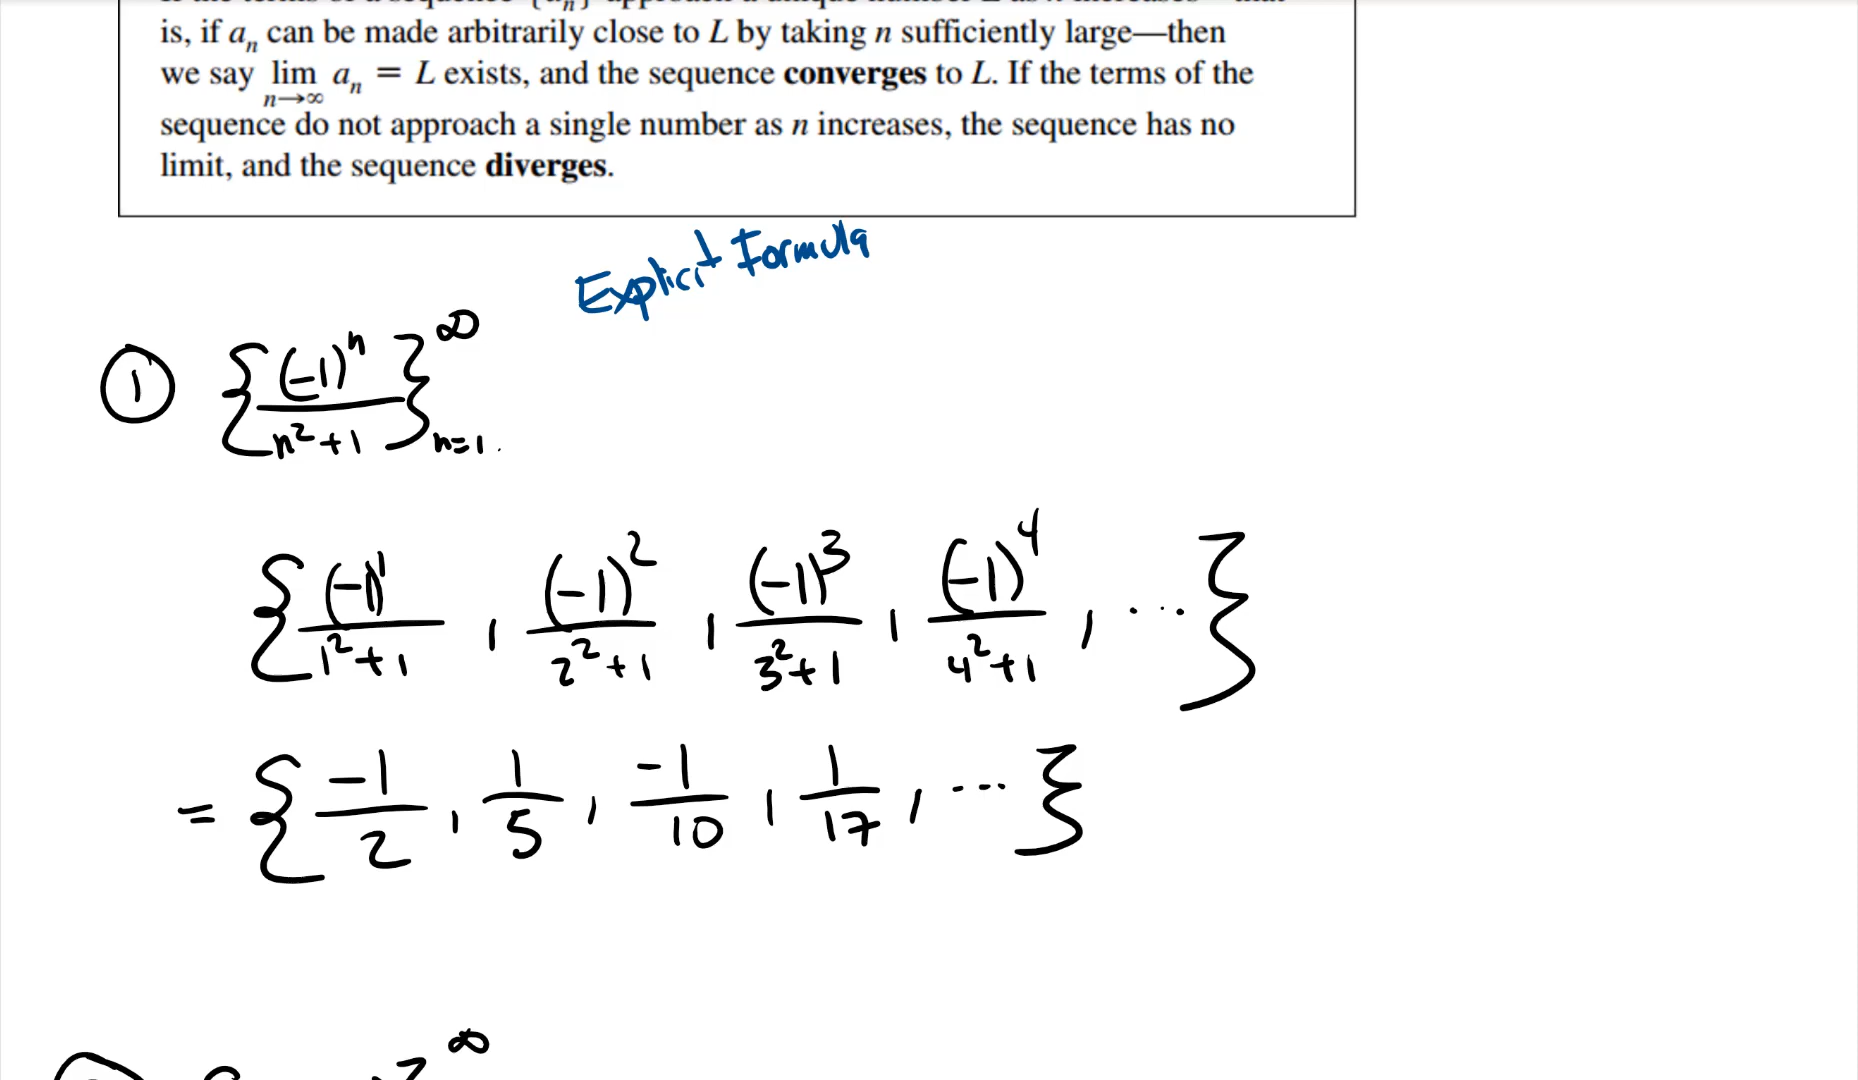 is, if aₙ can be made arbitrarily close to L by taking n sufficiently large—then
we say lim n→∞ aₙ = L exists, and the sequence converges to L. If the terms of the
sequence do not approach a single number as n increases, the sequence has no
limit, and the sequence diverges.
Explicit Formula
① {(-1)ⁿ / n²+1}^∞ n=1.
{(-1)¹ / 1²+1, (-1)² / 2²+1, (-1)³ / 3²+1, (-1)⁴ / 4²+1, ...}
= {-1/2, 1/5, -1/10, 1/17, ...}
∞